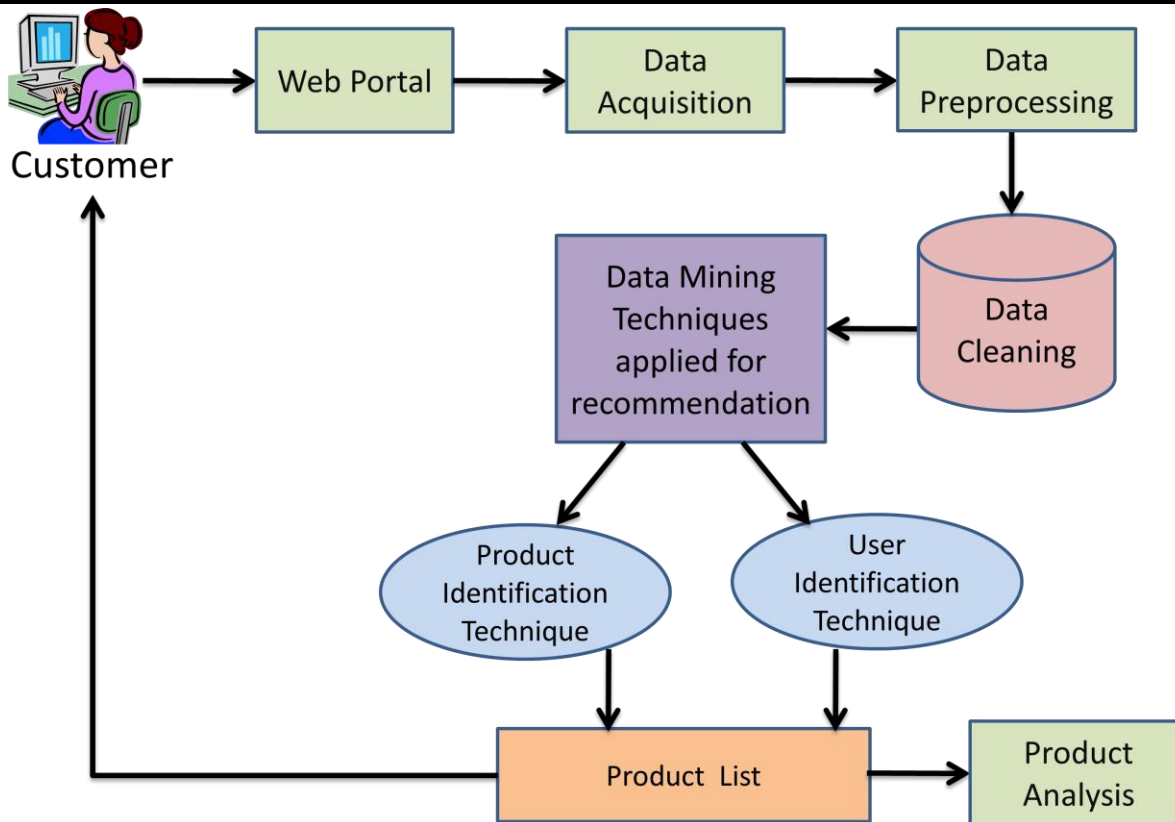 Web Portal
Data
Acquisition
Data
Preprocessing
Customer
Data Mining
Techniques
applied for
recommendation
Data
Cleaning
Product
Identification
Technique
User
Identification
Technique
Product List
Product
Analysis